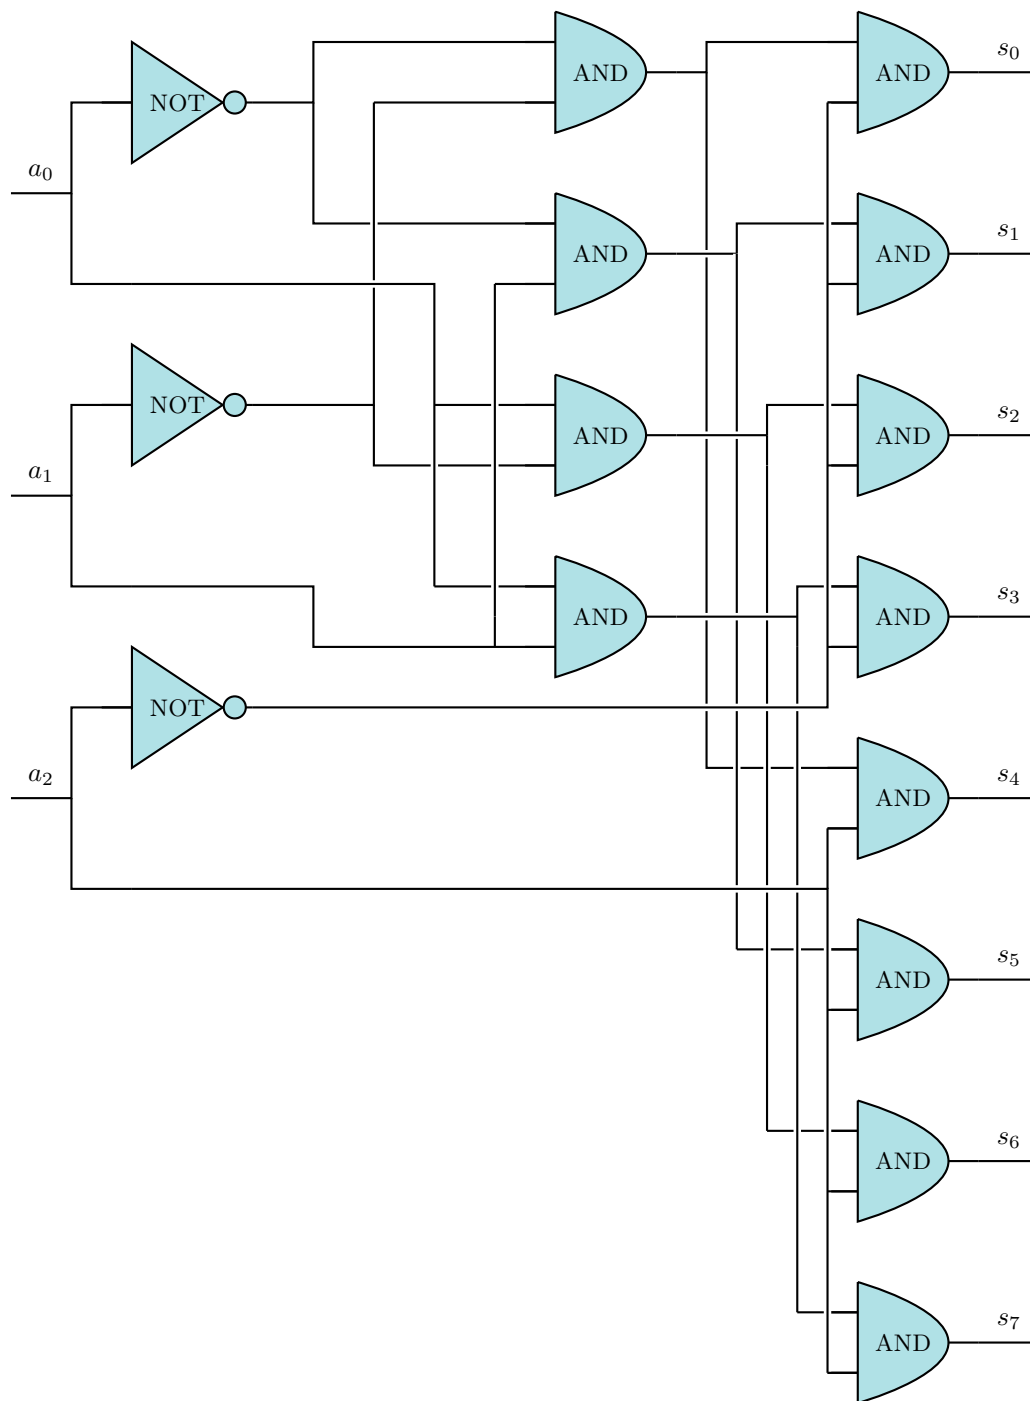 AND AND s₀
NOT
a₀
AND AND s₁
NOT AND AND s₂
a₁
AND AND s₃
NOT
a₂ AND s₄
AND s₅
AND s₆
AND s₇